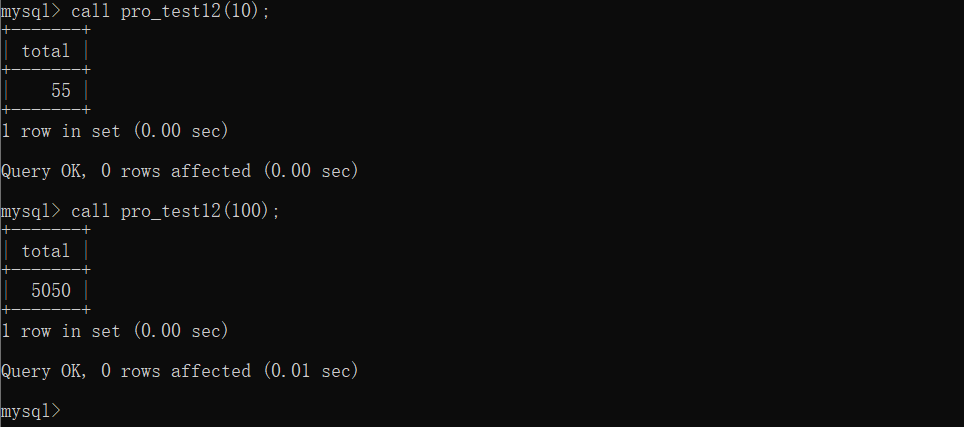 mysql> call pro_test12(10);
+-------+
| total |
+-------+
|    55 |
+-------+
1 row in set (0.00 sec)
Query OK, 0 rows affected (0.00 sec)
mysql> call pro_test12(100);
+-------+
| total |
+-------+
|  5050 |
+-------+
1 row in set (0.00 sec)
Query OK, 0 rows affected (0.01 sec)
mysql>